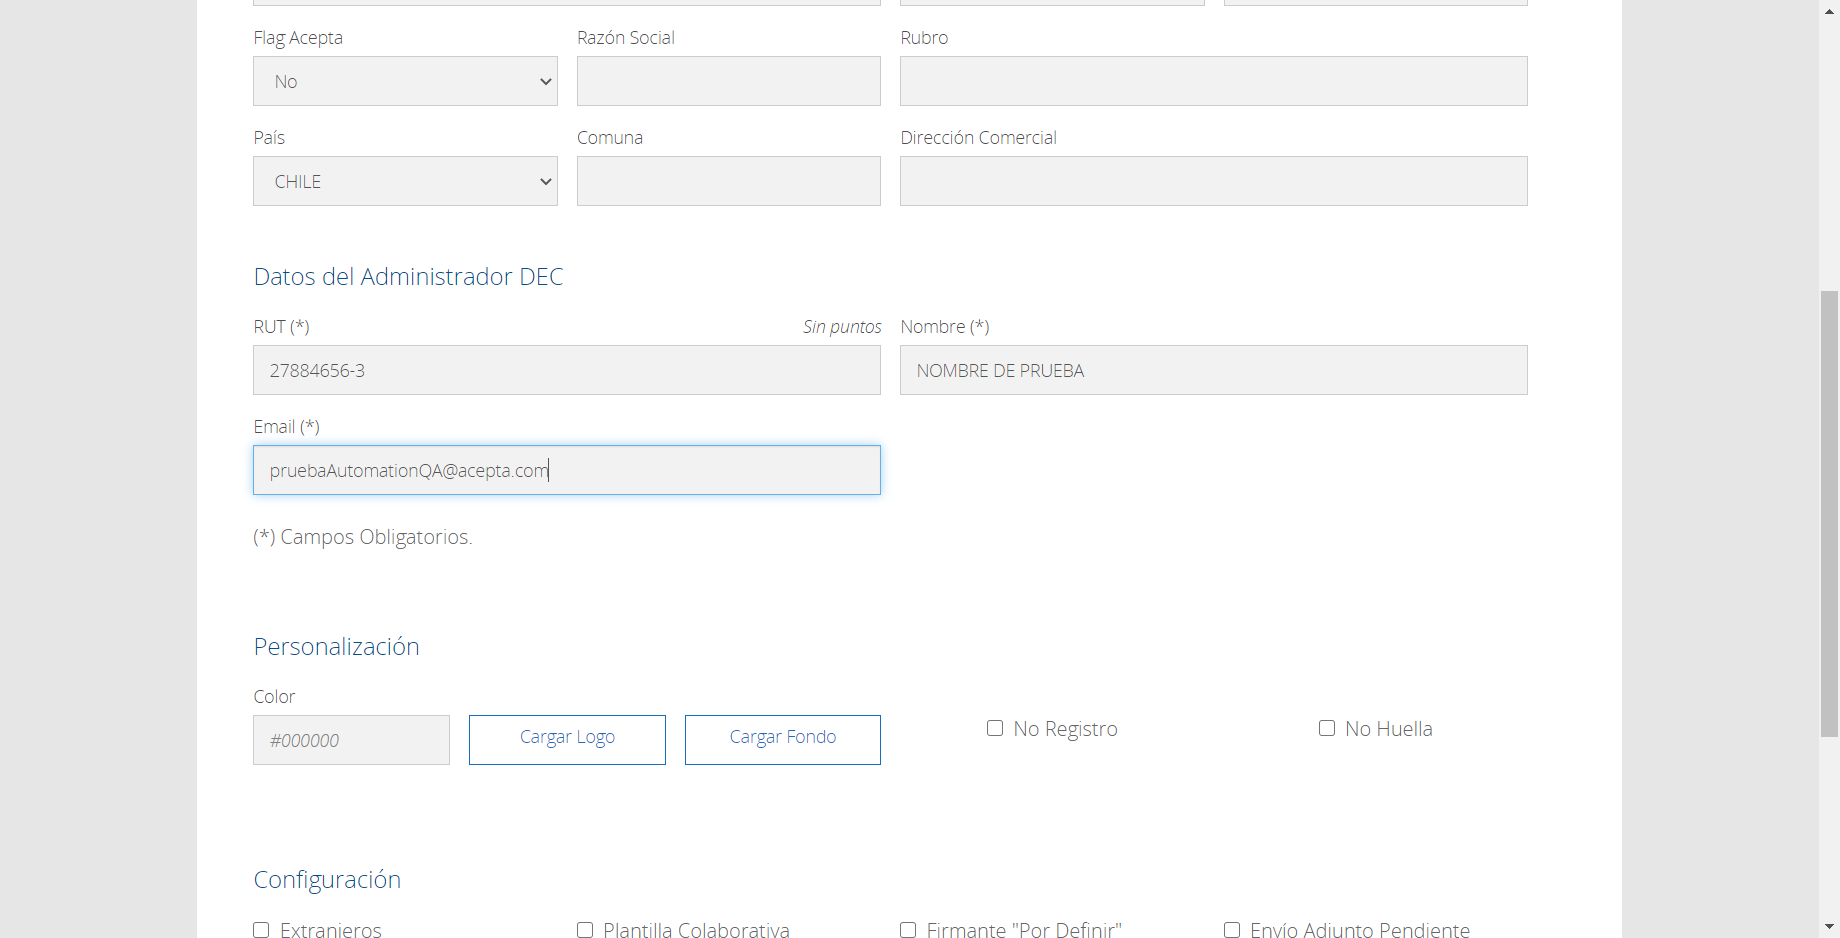 Flag Acepta Razón Social Rubro
No
País Comuna Dirección Comercial
CHILE
Datos del Administrador DEC
RUT (*) Sin puntos Nombre (*)
27884656-3 NOMBRE DE PRUEBA
Email (*)
pruebaAutomationQA@acepta.com
(*) Campos Obligatorios.
Personalización
Color
#000000 Cargar Logo Cargar Fondo No Registro No Huella
Configuración
Extranjeros Plantilla Colaborativa Firmante "Por Definir" Envío Adjunto Pendiente